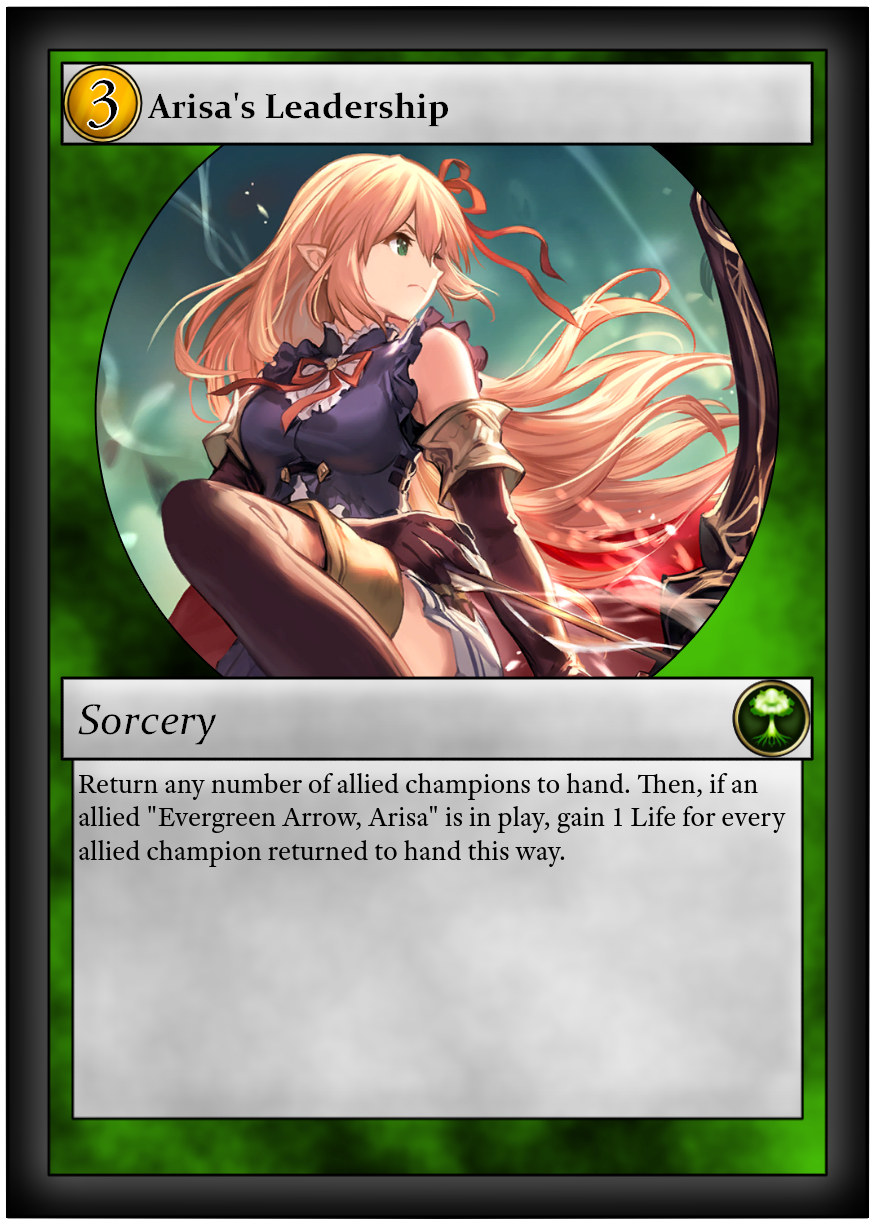 3
Arisa's Leadership
Sorcery
Return any number of allied champions to hand. Then, if an
allied "Evergreen Arrow, Arisa" is in play, gain 1 Life for every
allied champion returned to hand this way.